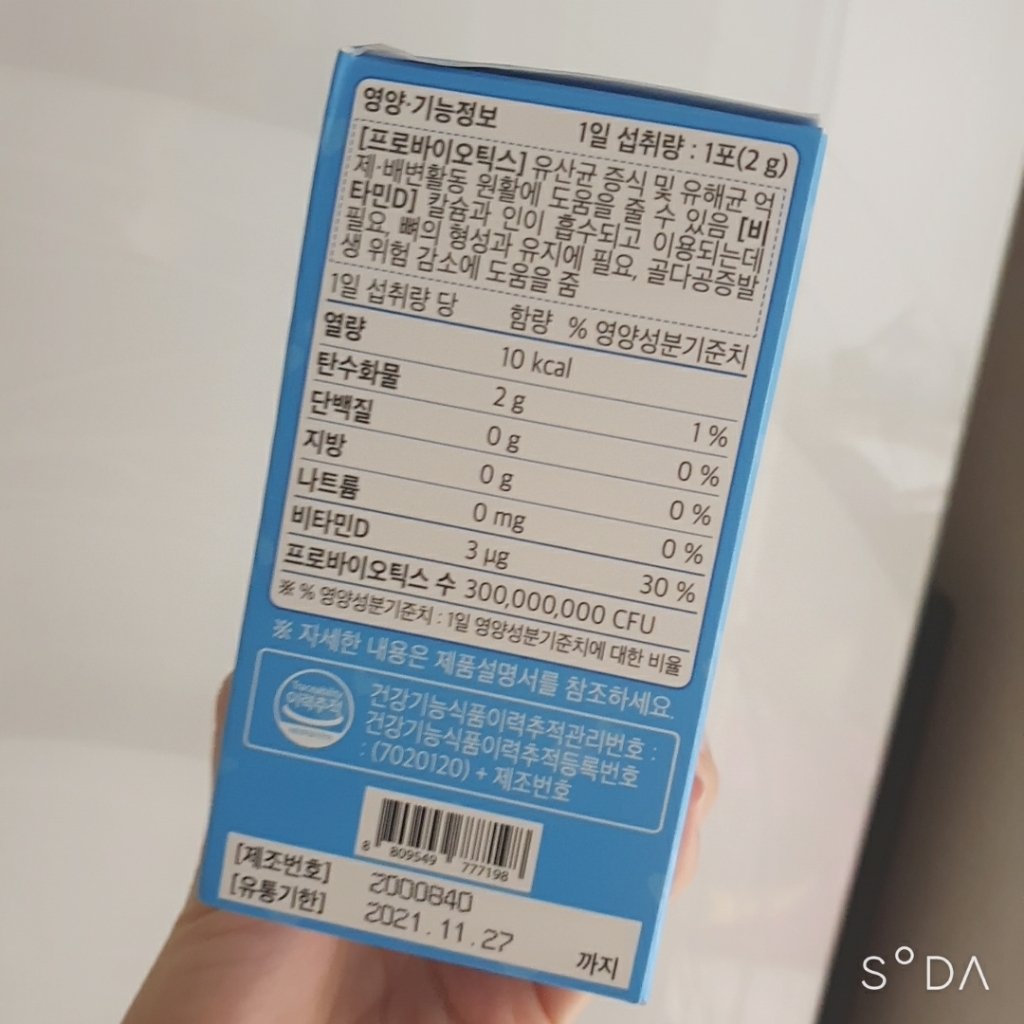 영양·기능정보 1일 섭취량 : 1포(2 g)
[프로바이오틱스] 유산균 증식 및 유해균 억
제·배변활동 원활에 도움을 줄 수 있음 [비
타민D] 칼슘과 인이 흡수되고 이용되는데
필요, 뼈의 형성과 유지에 필요, 골다공증발
생 위험 감소에 도움을 줌
1일 섭취량 당 함량 % 영양성분기준치
열량 10 kcal
탄수화물 2 g 1 %
단백질 0 g 0 %
지방 0 g 0 %
나트륨 0 mg 0 %
비타민D 3 µg 30 %
프로바이오틱스 수 300,000,000 CFU
※ % 영양성분기준치 : 1일 영양성분기준치에 대한 비율
※ 자세한 내용은 제품설명서를 참조하세요.
이력추적
건강기능식품이력추적관리번호 :
건강기능식품이력추적등록번호
: (7020120) + 제조번호
8 809549 777198
[제조번호] 2000840
[유통기한] 2021.11.27 까지
S°DA